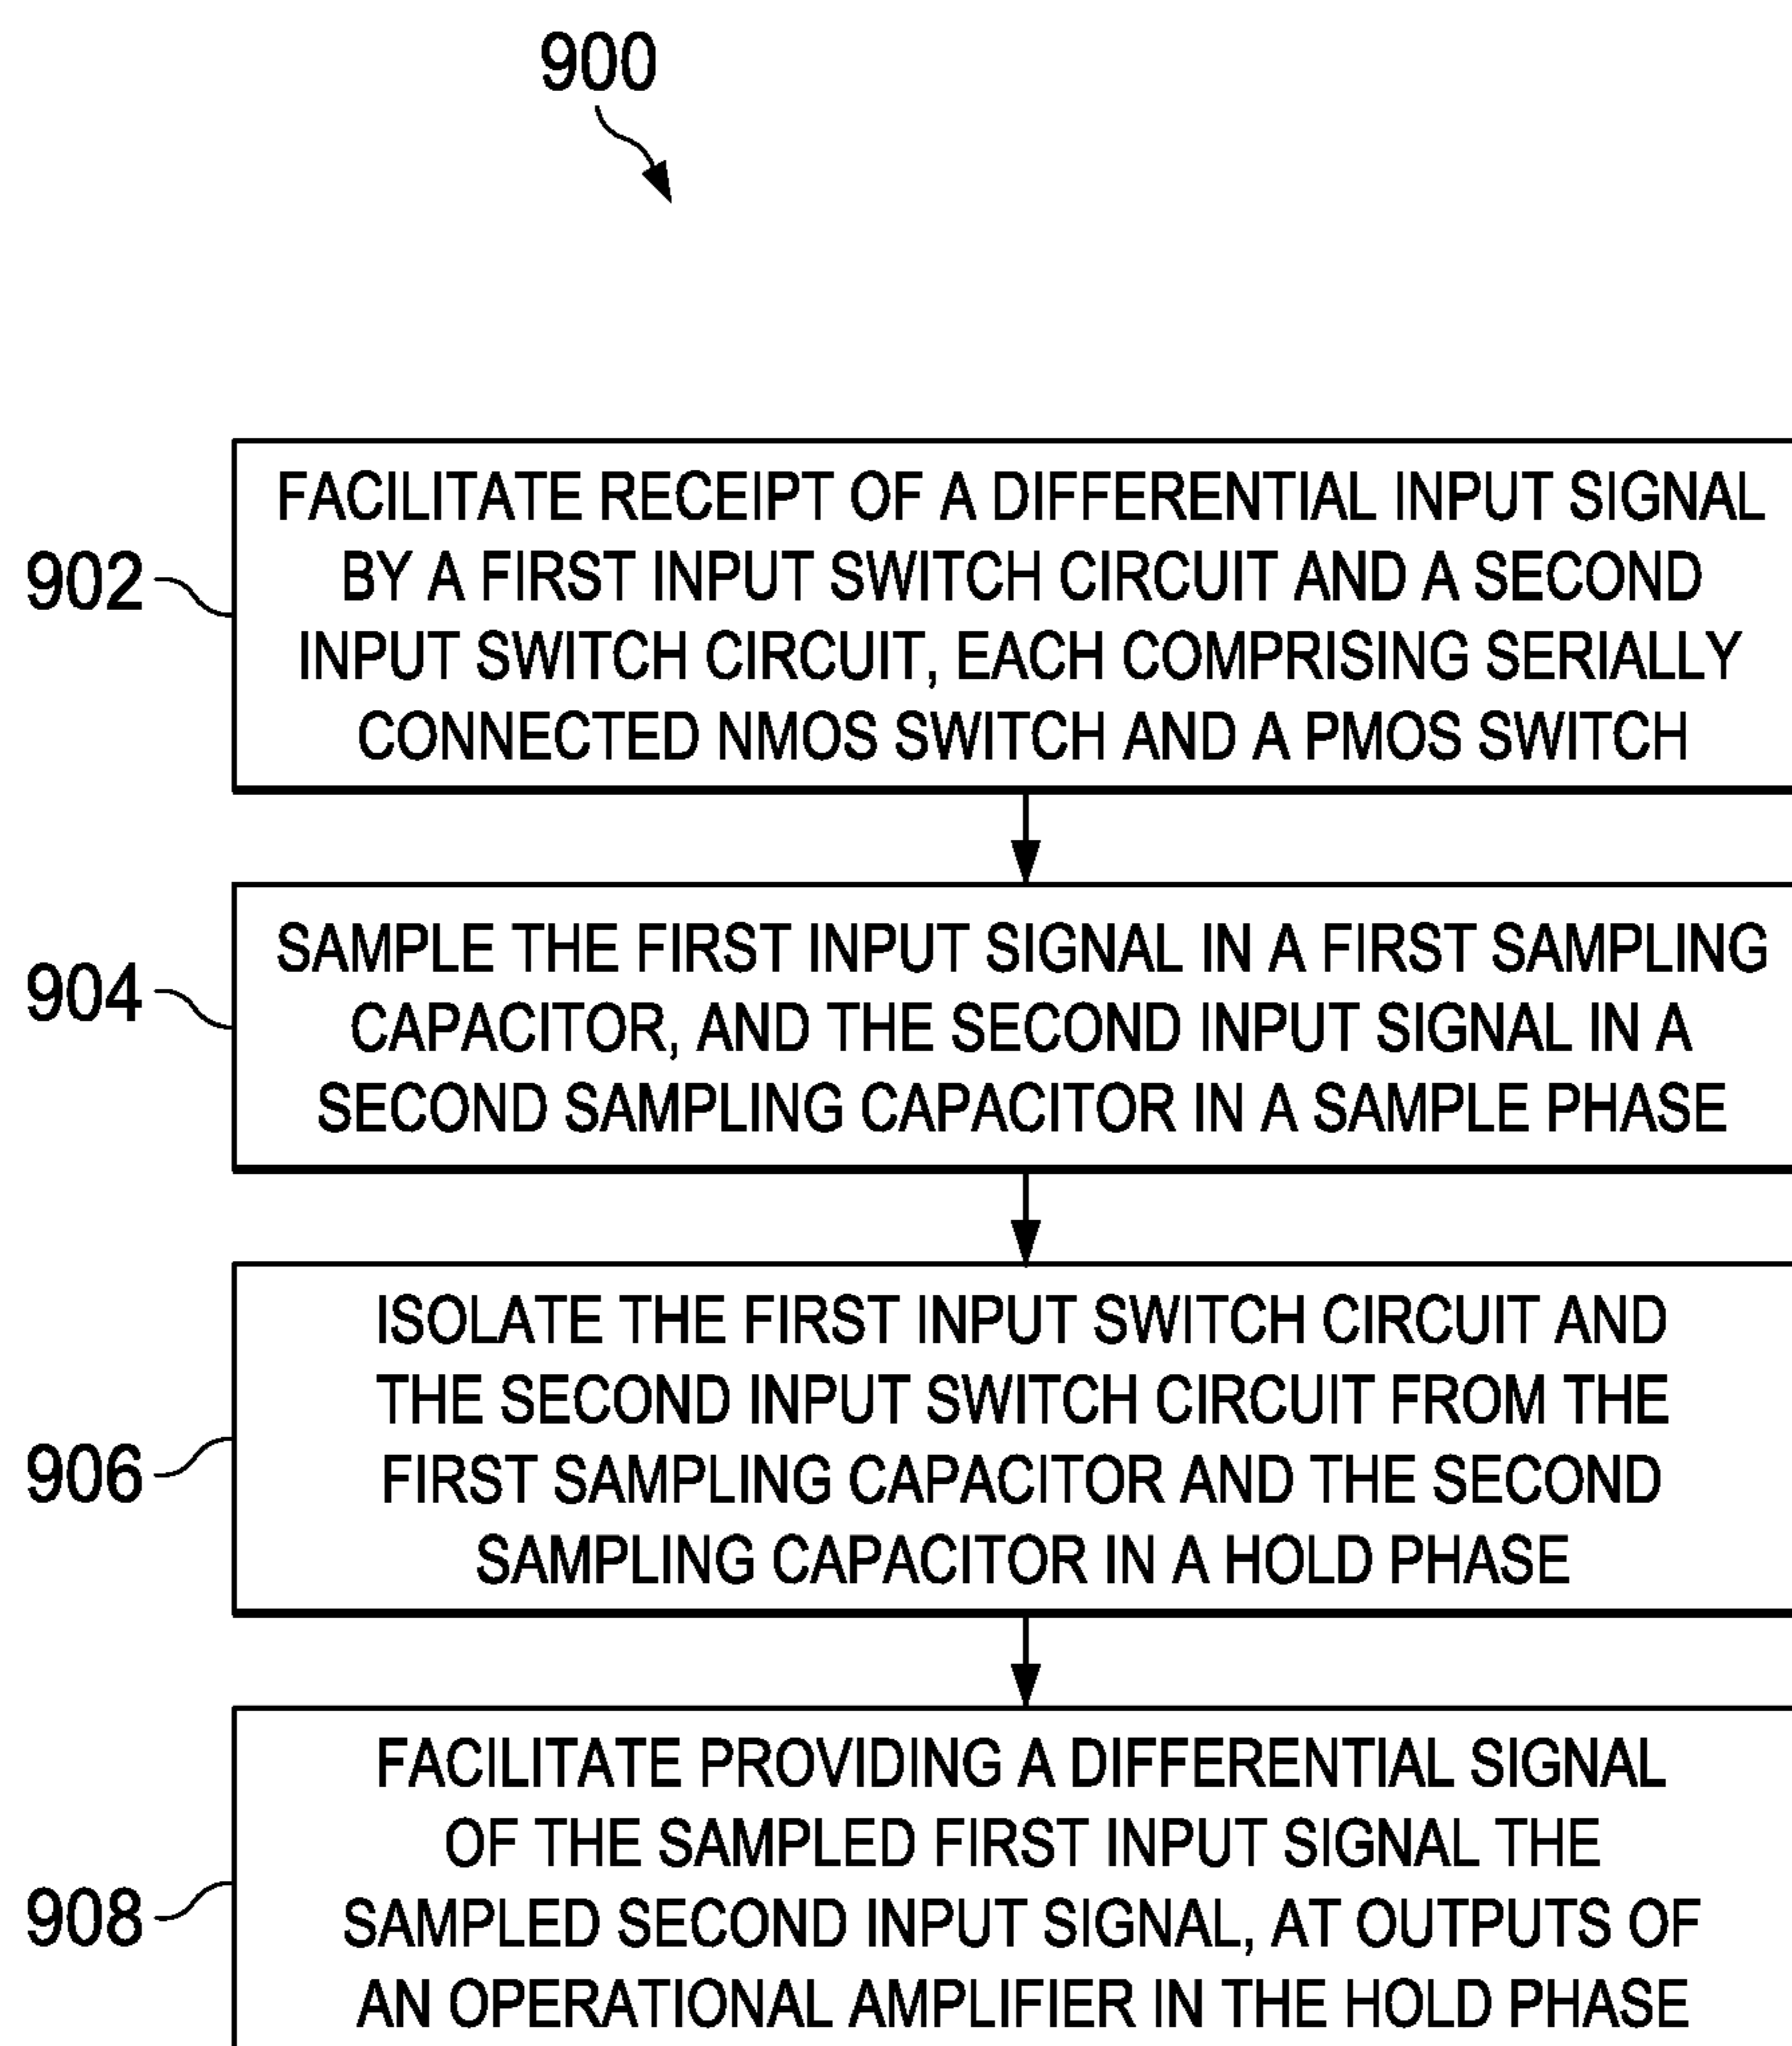 900
902
FACILITATE RECEIPT OF A DIFFERENTIAL INPUT SIGNAL
BY A FIRST INPUT SWITCH CIRCUIT AND A SECOND
INPUT SWITCH CIRCUIT, EACH COMPRISING SERIALLY
CONNECTED NMOS SWITCH AND A PMOS SWITCH
904
SAMPLE THE FIRST INPUT SIGNAL IN A FIRST SAMPLING
CAPACITOR, AND THE SECOND INPUT SIGNAL IN A
SECOND SAMPLING CAPACITOR IN A SAMPLE PHASE
906
ISOLATE THE FIRST INPUT SWITCH CIRCUIT AND
THE SECOND INPUT SWITCH CIRCUIT FROM THE
FIRST SAMPLING CAPACITOR AND THE SECOND
SAMPLING CAPACITOR IN A HOLD PHASE
908
FACILITATE PROVIDING A DIFFERENTIAL SIGNAL
OF THE SAMPLED FIRST INPUT SIGNAL THE
SAMPLED SECOND INPUT SIGNAL, AT OUTPUTS OF
AN OPERATIONAL AMPLIFIER IN THE HOLD PHASE